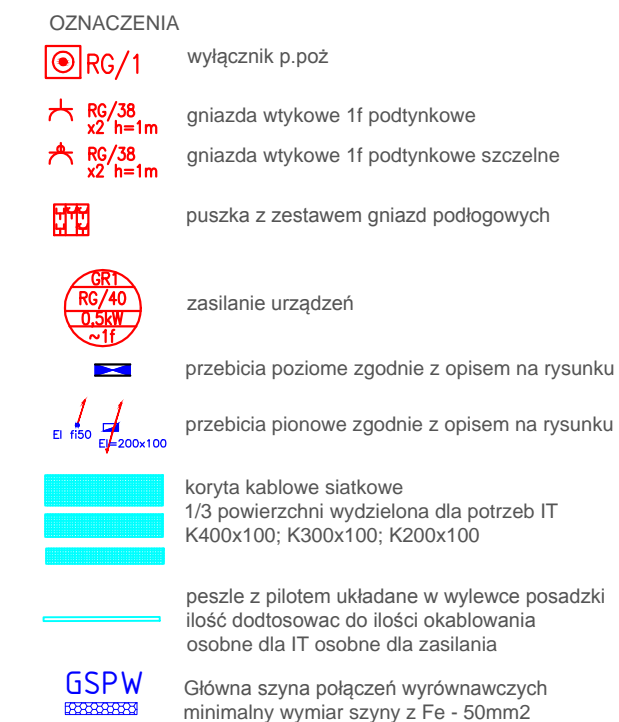 OZNACZENIA
RG/1 wyłącznik p.poż
RG/38
x2 h=1m
gniazda wtykowe 1f podtynkowe
RG/38
x2 h=1m
gniazda wtykowe 1f podtynkowe szczelne
puszka z zestawem gniazd podłogowych
GR1
RG/40
0,5kW
~1f
zasilanie urządzeń
przebicia poziome zgodnie z opisem na rysunku
El fi50
El=200x100
przebicia pionowe zgodnie z opisem na rysunku
koryta kablowe siatkowe
1/3 powierzchni wydzielona dla potrzeb IT
K400x100; K300x100; K200x100
peszle z pilotem układane w wylewce posadzki
ilość dodtosowac do ilości okablowania
osobne dla IT osobne dla zasilania
GSPW
Główna szyna połączeń wyrównawczych
minimalny wymiar szyny z Fe - 50mm2